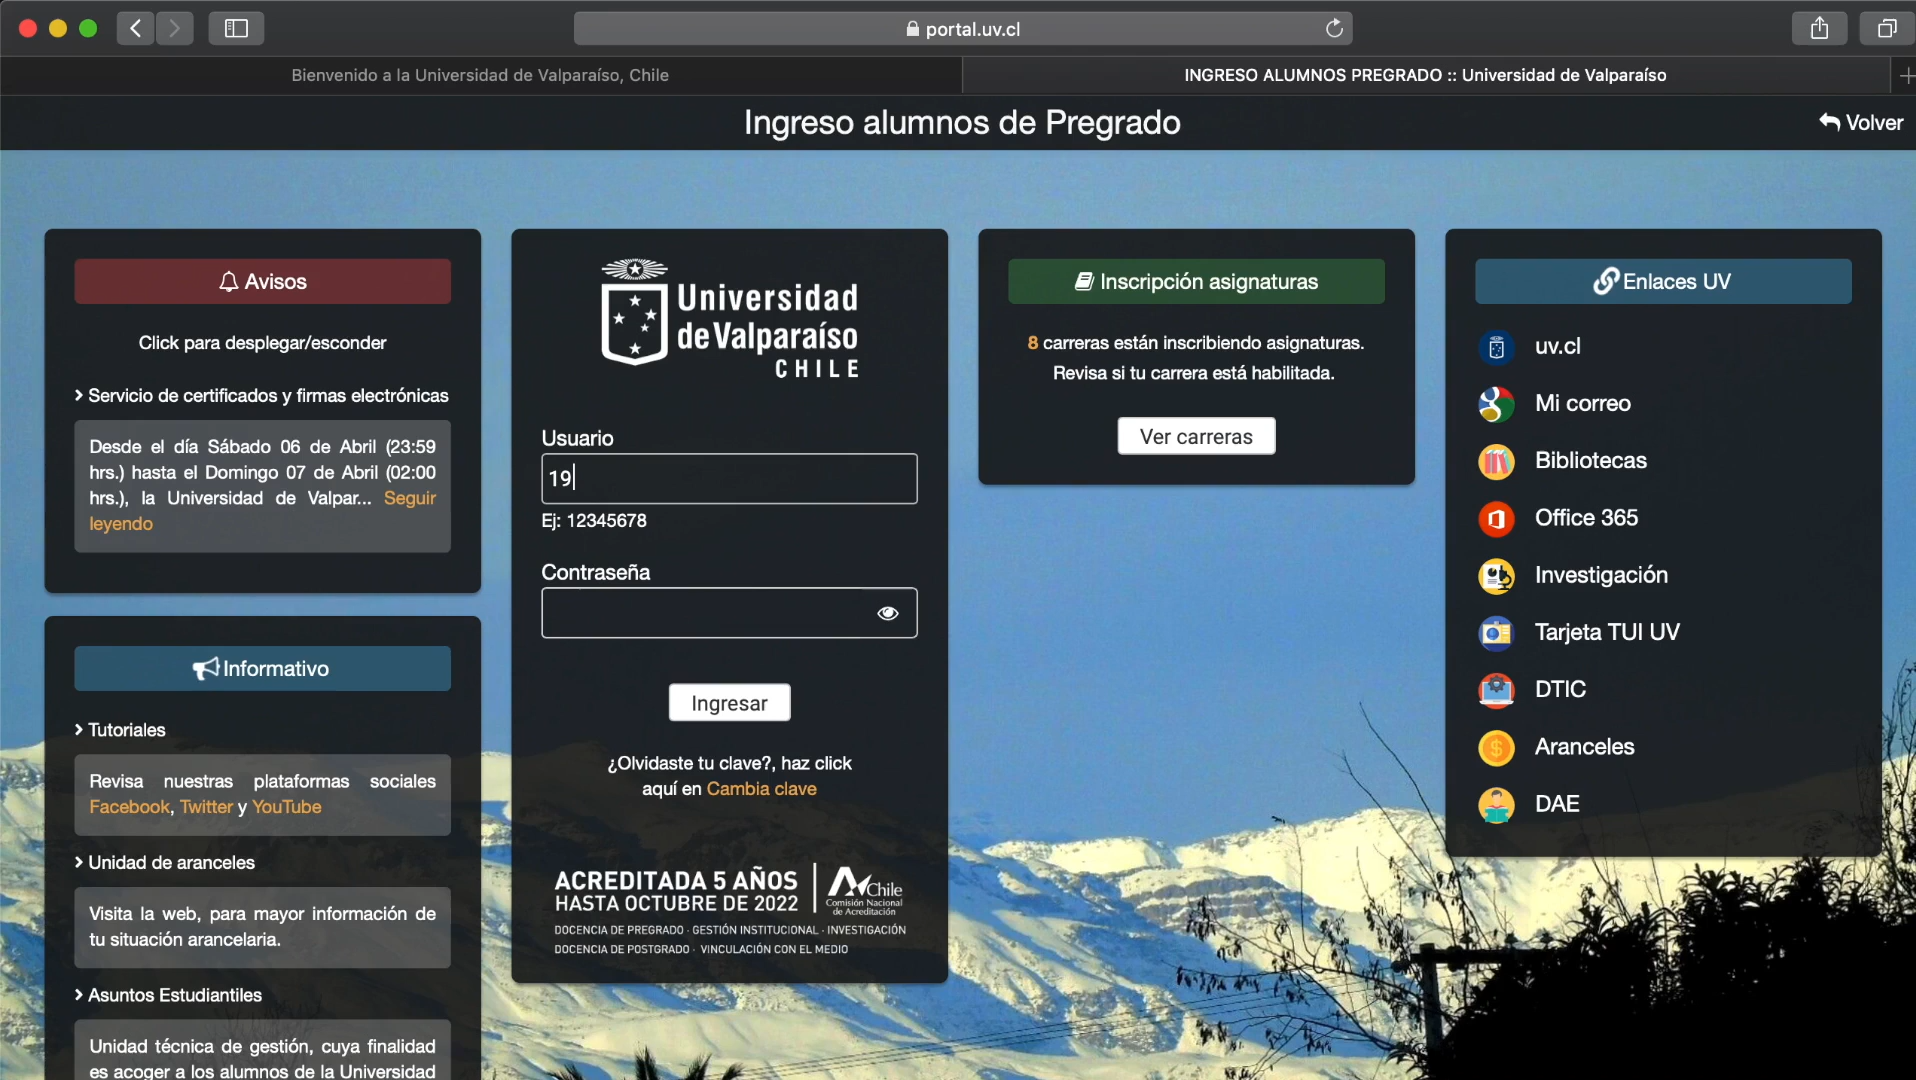 portal.uv.cl
Bienvenido a la Universidad de Valparaíso, Chile
INGRESO ALUMNOS PREGRADO :: Universidad de Valparaíso
Ingreso alumnos de Pregrado
Volver
Avisos
Click para desplegar/esconder
Servicio de certificados y firmas electrónicas
Desde el día Sábado 06 de Abril (23:59
hrs.) hasta el Domingo 07 de Abril (02:00
hrs.), la Universidad de Valpar... Seguir
leyendo
Informativo
Tutoriales
Revisa nuestras plataformas sociales
Facebook, Twitter y YouTube
Unidad de aranceles
Visita la web, para mayor información de
tu situación arancelaria.
Asuntos Estudiantiles
Unidad técnica de gestión, cuya finalidad
es acoger a los alumnos de la Universidad
Universidad
de Valparaíso
CHILE
Usuario
19
Ej: 12345678
Contraseña
Ingresar
¿Olvidaste tu clave?, haz click
aquí en Cambia clave
ACREDITADA 5 AÑOS
HASTA OCTUBRE DE 2022
Chile
Comisión Nacional
de Acreditación
DOCENCIA DE PREGRADO · GESTIÓN INSTITUCIONAL · INVESTIGACIÓN
DOCENCIA DE POSTGRADO · VINCULACIÓN CON EL MEDIO
Inscripción asignaturas
8 carreras están inscribiendo asignaturas.
Revisa si tu carrera está habilitada.
Ver carreras
Enlaces UV
uv.cl
Mi correo
Bibliotecas
Office 365
Investigación
Tarjeta TUI UV
DTIC
Aranceles
DAE